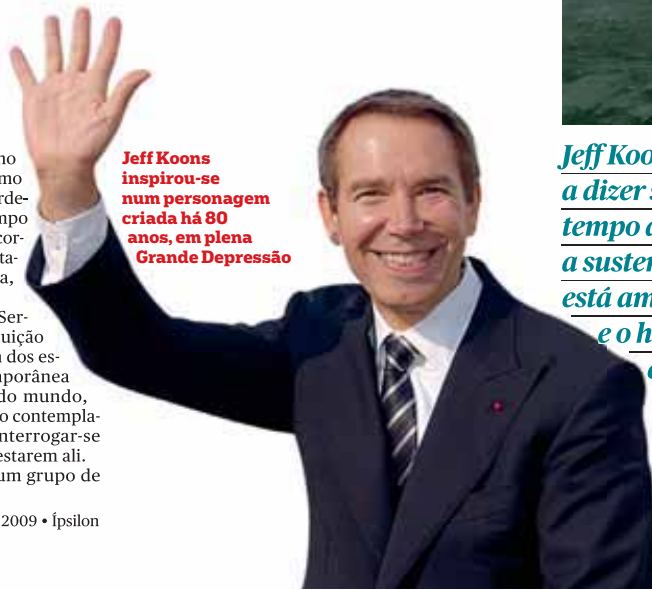 no
mo
rde-
mpo
cor-
ta-
a,
Ser-
uição
dos es-
porânea
do mundo,
o contempla-
nterrogar-se
estarem ali.
um grupo de
2009 • Ípsilon
Jeff Koons
inspirou-se
num personagem
criada há 80
anos, em plena
Grande Depressão
Jeff Koo
a dizer
tempo
a susten
está am
e o h